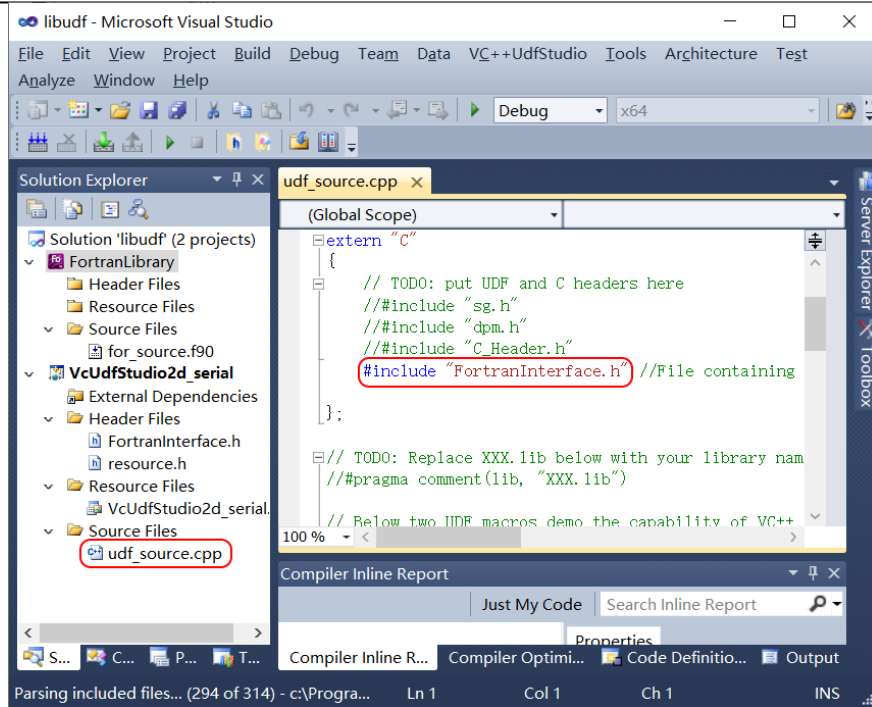 libudf - Microsoft Visual Studio
File Edit View Project Build Debug Team Data VC++UdfStudio Tools Architecture Test
Analyze Window Help
Debug x64
Solution Explorer
Solution 'libudf' (2 projects)
FortranLibrary
Header Files
Resource Files
Source Files
for_source.f90
VcUdfStudio2d_serial
External Dependencies
Header Files
FortranInterface.h
resource.h
Resource Files
VcUdfStudio2d_serial.
Source Files
udf_source.cpp
S... C... P... T...
udf_source.cpp
(Global Scope)
extern "C"
{
// TODO: put UDF and C headers here
//#include "sg.h"
//#include "dpm.h"
//#include "C_Header.h"
#include "FortranInterface.h" //File containing
};
// TODO: Replace XXX.lib below with your library nam
//#pragma comment(lib, "XXX.lib")
// Below two UDF macros demo the capability of VC++
100 %
Compiler Inline Report
Just My Code Search Inline Report
Properties
Compiler Inline R... Compiler Optimi... Code Definitio... Output
Server Explorer
Toolbox
Parsing included files... (294 of 314) - c:\Progra... Ln 1 Col 1 Ch 1 INS